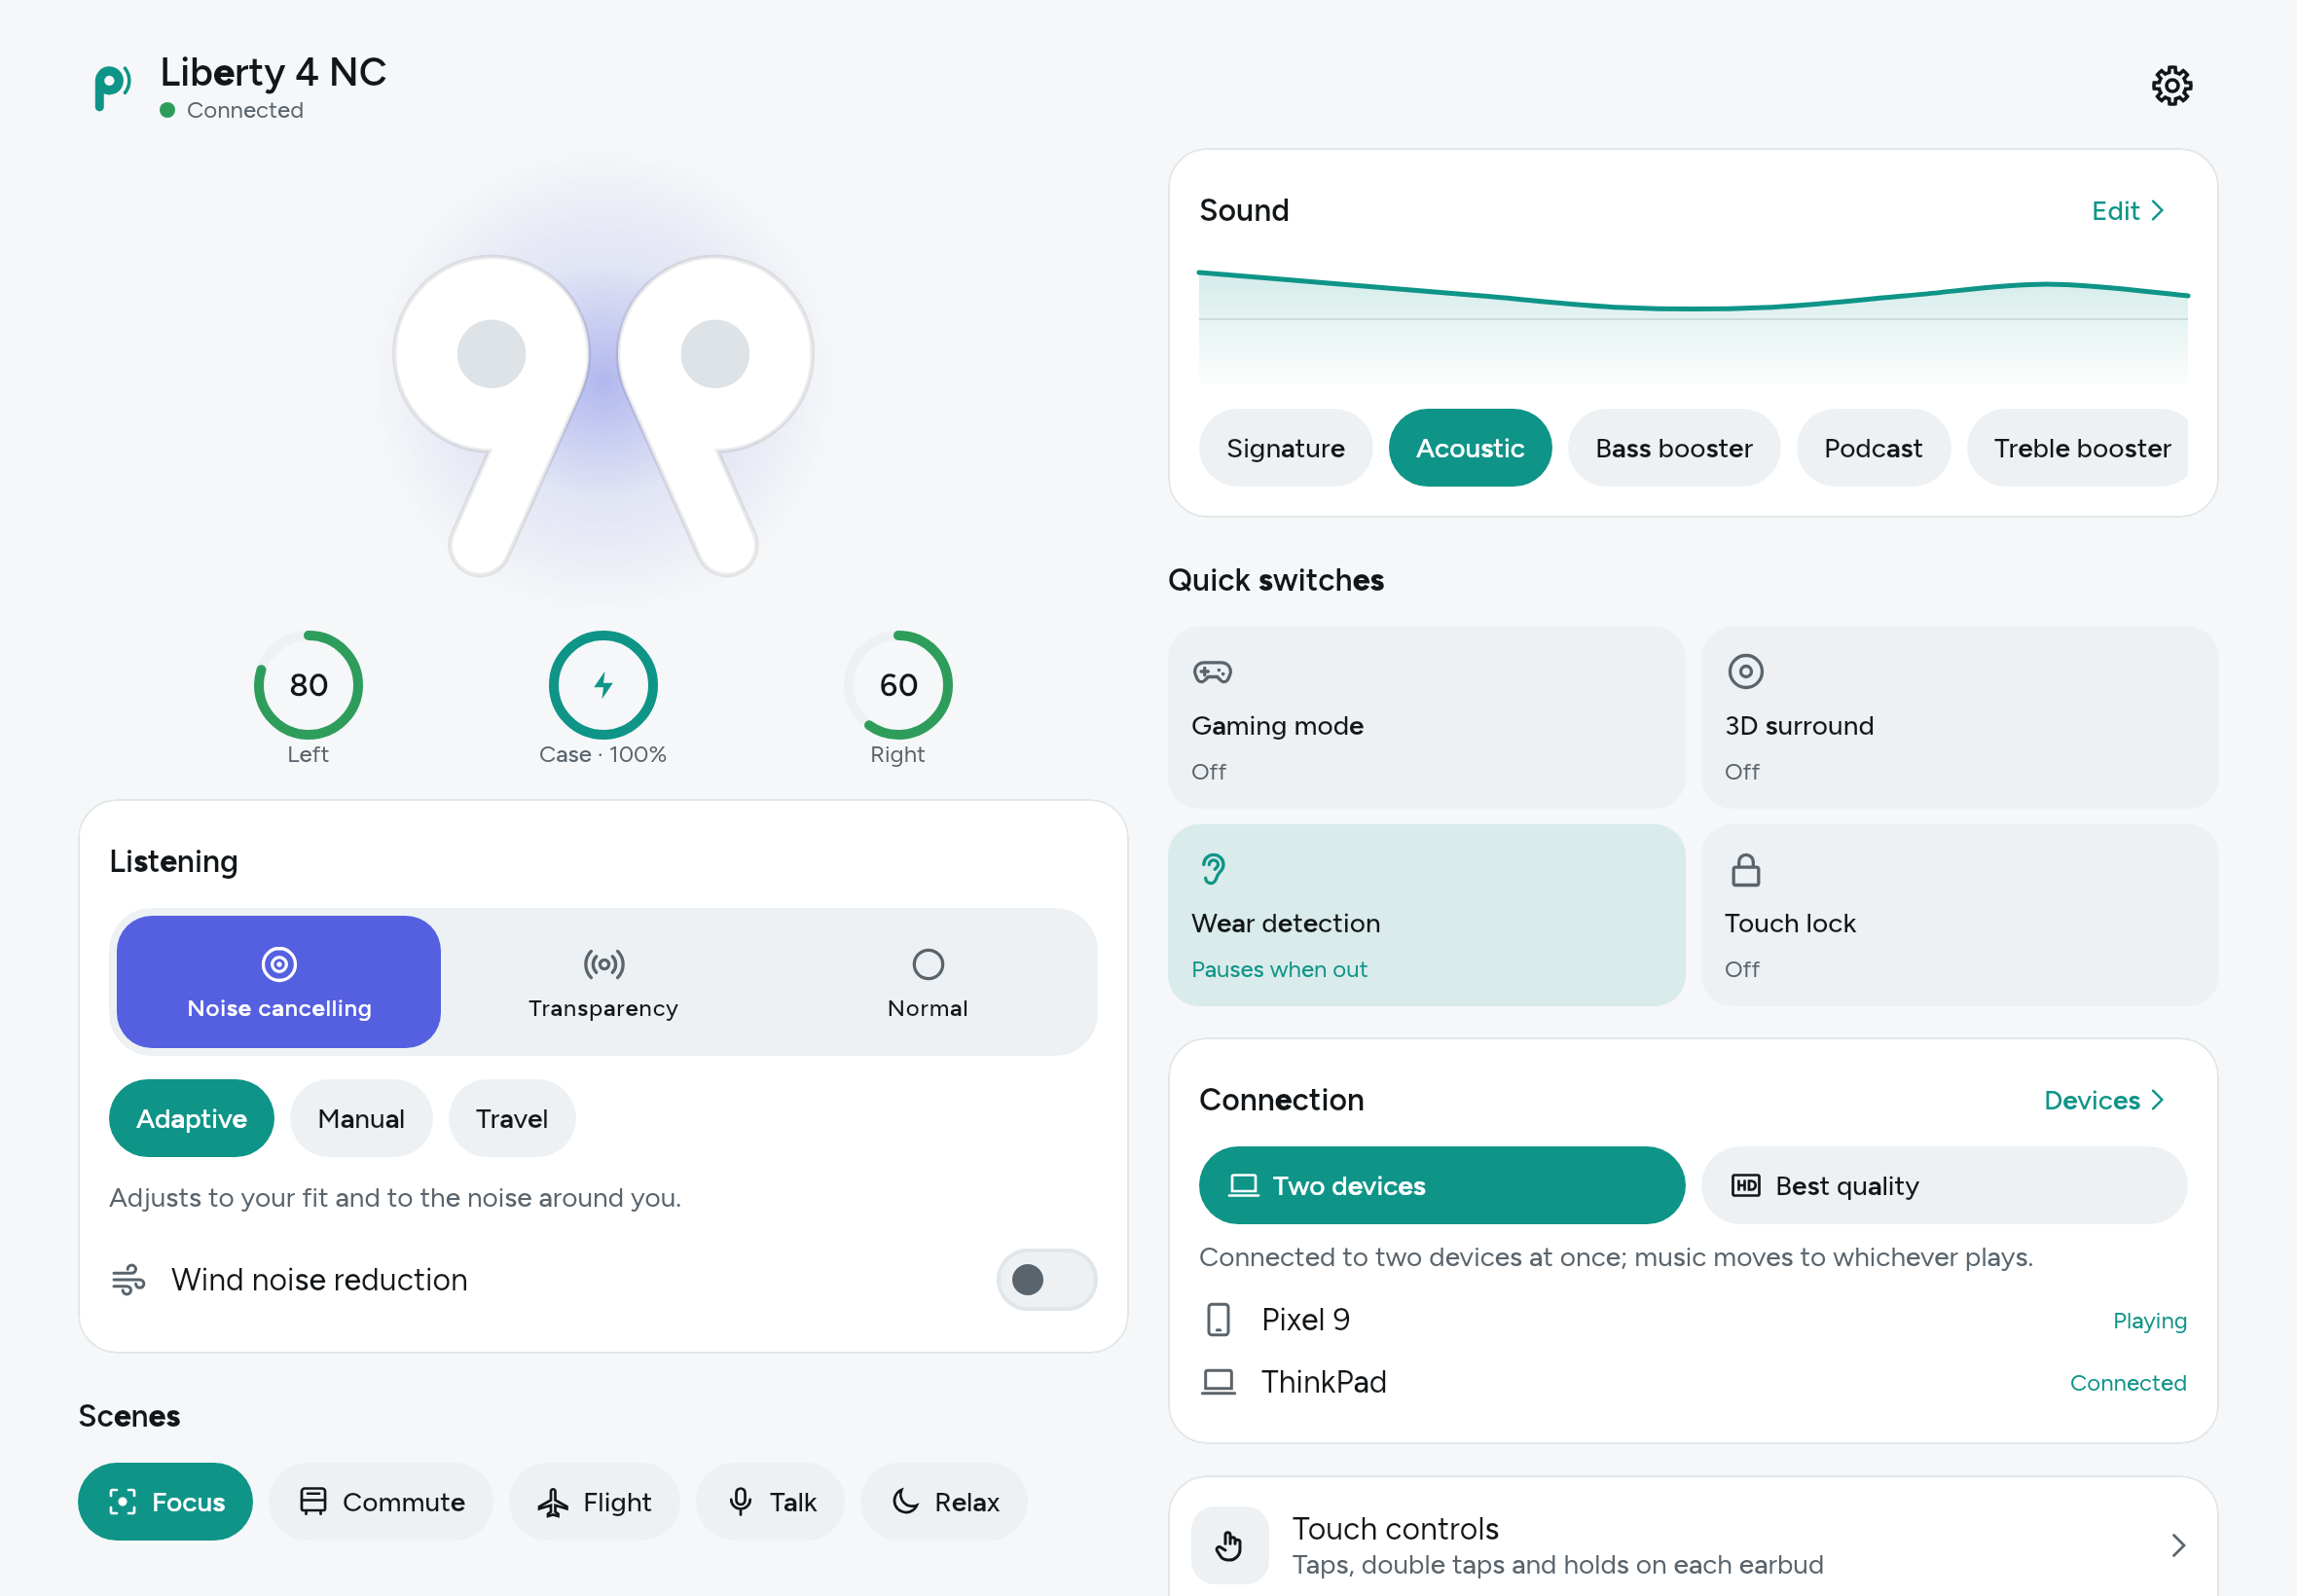 Liberty 4 NC
Connected
80
Left
Case · 100%
60
Right
Listening
Noise cancelling
Transparency
Normal
Adaptive
Manual
Travel
Adjusts to your fit and to the noise around you.
Wind noise reduction
Scenes
Focus
Commute
Flight
Talk
Relax
Sound
Edit
Signature
Acoustic
Bass booster
Podcast
Treble booster
Quick switches
Gaming mode
Off
3D surround
Off
Wear detection
Pauses when out
Touch lock
Off
Connection
Devices
Two devices
HD
Best quality
Connected to two devices at once; music moves to whichever plays.
Pixel 9
Playing
ThinkPad
Connected
Touch controls
Taps, double taps and holds on each earbud